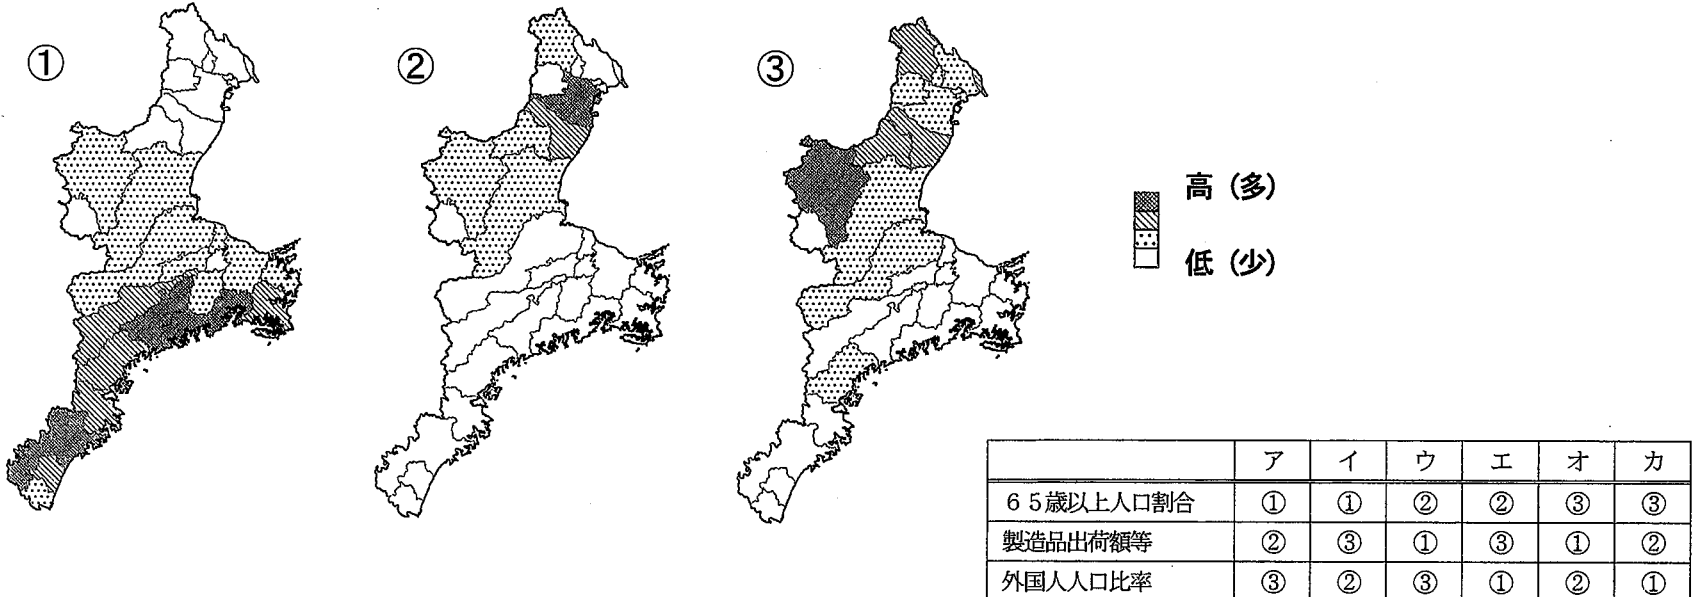 ①
②
③
高 (多)
低 (少)
ア イ ウ エ オ カ
65歳以上人口割合 ① ① ② ② ③ ③
製造品出荷額等 ② ③ ① ③ ① ②
外国人人口比率 ③ ② ③ ① ② ①